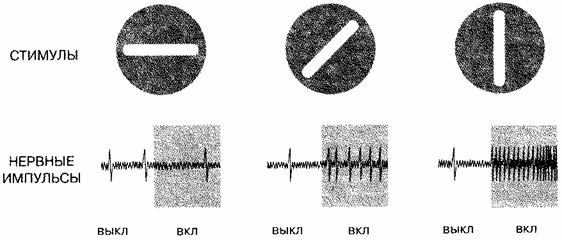 СТИМУЛЫ
НЕРВНЫЕ
ИМПУЛЬСЫ
ВЫКЛ ВКЛ ВЫКЛ ВКЛ ВЫКЛ ВКЛ